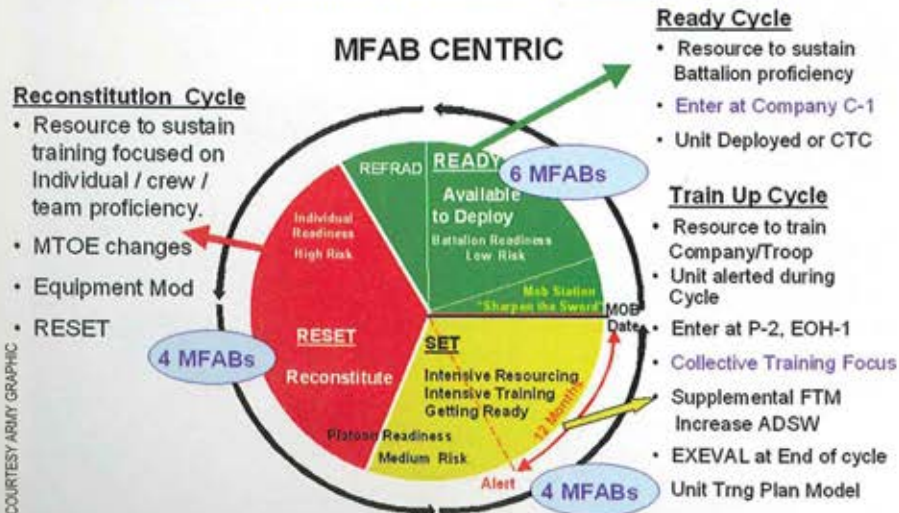 MFAB CENTRIC
Reconstitution Cycle
• Resource to sustain
training focused on
Individual / crew /
team proficiency.
• MTOE changes
• Equipment Mod
• RESET
COURTESY ARMY GRAPHIC
REFRAD
READY
Available
to Deploy
Battalion Readiness
Low Risk
Mob Station
"Sharpen the Sword"
MOB
Date
6 MFABs
Individual
Readiness
High Risk
RESET
Reconstitute
4 MFABs
SET
Intensive Resourcing
Intensive Training
Getting Ready
Platoon Readiness
Medium Risk
12 Months
Alert
4 MFABs
Ready Cycle
• Resource to sustain
Battalion proficiency
• Enter at Company C-1
• Unit Deployed or CTC
Train Up Cycle
• Resource to train
Company/Troop
• Unit alerted during
Cycle
• Enter at P-2, EOH-1
• Collective Training Focus
• Supplemental FTM
Increase ADSW
• EXEVAL at End of cycle
• Unit Trng Plan Model